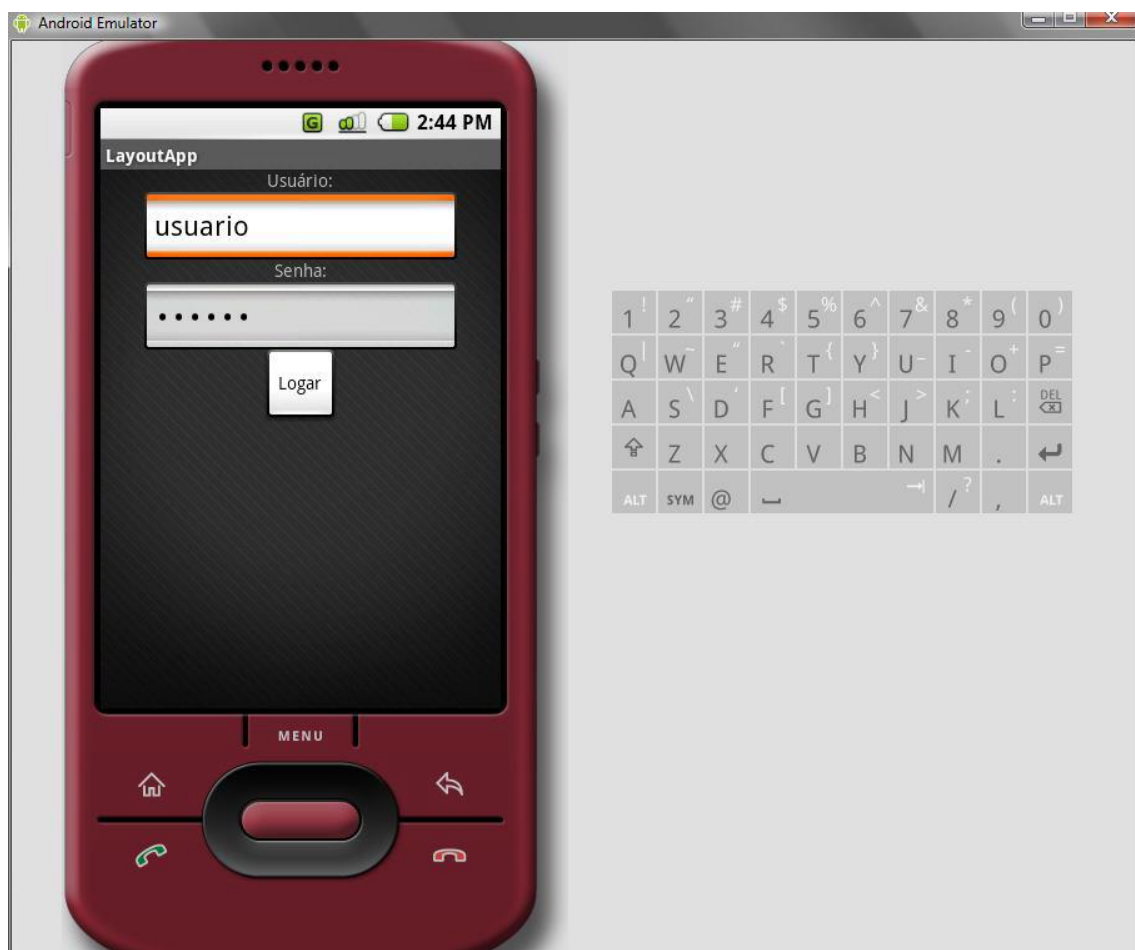 Android Emulator
G 2:44 PM
LayoutApp
Usuário:
usuario
Senha:
••••••
Logar
MENU
1 ! 2 " 3 # 4 $ 5 % 6 ^ 7 & 8 * 9 ( 0 )
Q | W ~ E " R ` T { Y } U _ I - O + P =
A S \ D ' F [ G ] H < J > K ; L : DEL
Z X C V B N M .
ALT SYM @ / ? , ALT